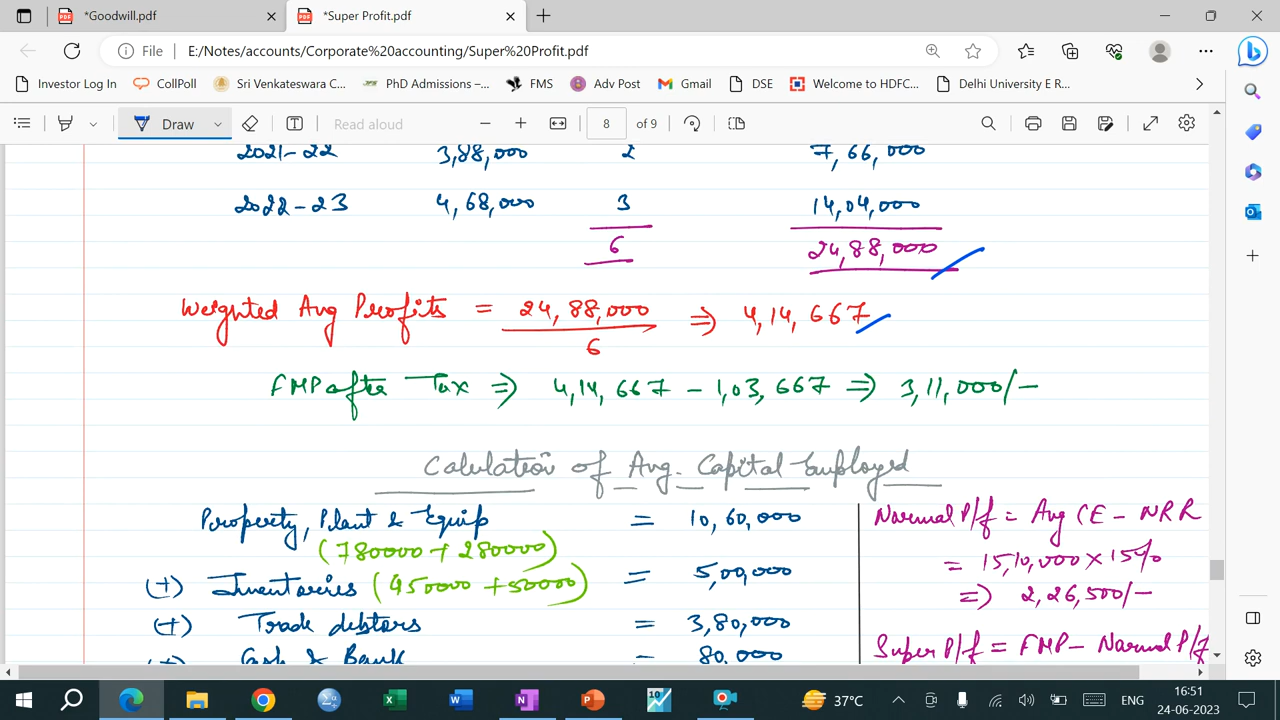 *Goodwill.pdf
*Super Profit.pdf
File E:/Notes/accounts/Corporate%20accounting/Super%20Profit.pdf
Investor Log In CollPoll Sri Venkateswara C... PhD Admissions –... FMS Adv Post Gmail DSE Welcome to HDFC... Delhi University E R...
Draw Read aloud 8 of 9
2021-22 3,88,000 2 7,66,000
2022-23 4,68,000 3 14,04,000
6 24,88,000
Weighted Avg Profits = 24,88,000 ⇒ 4,14,667
6
FMP after Tax ⇒ 4,14,667 - 1,03,667 ⇒ 3,11,000/-
Calculation of Avg. Capital Employed
Property, Plant & Equip = 10,60,000
(780000 + 280000)
(+) Inventories (450000 + 50000) = 5,00,000
(+) Trade debtors = 3,80,000
(+) Cash & Bank = 80,000
Normal P/f = Avg CE - NRR
= 15,10,000 x 15%
=) 2,26,500/-
Super P/f = FMP - Normal P/f
37°C ENG 16:51
24-06-2023